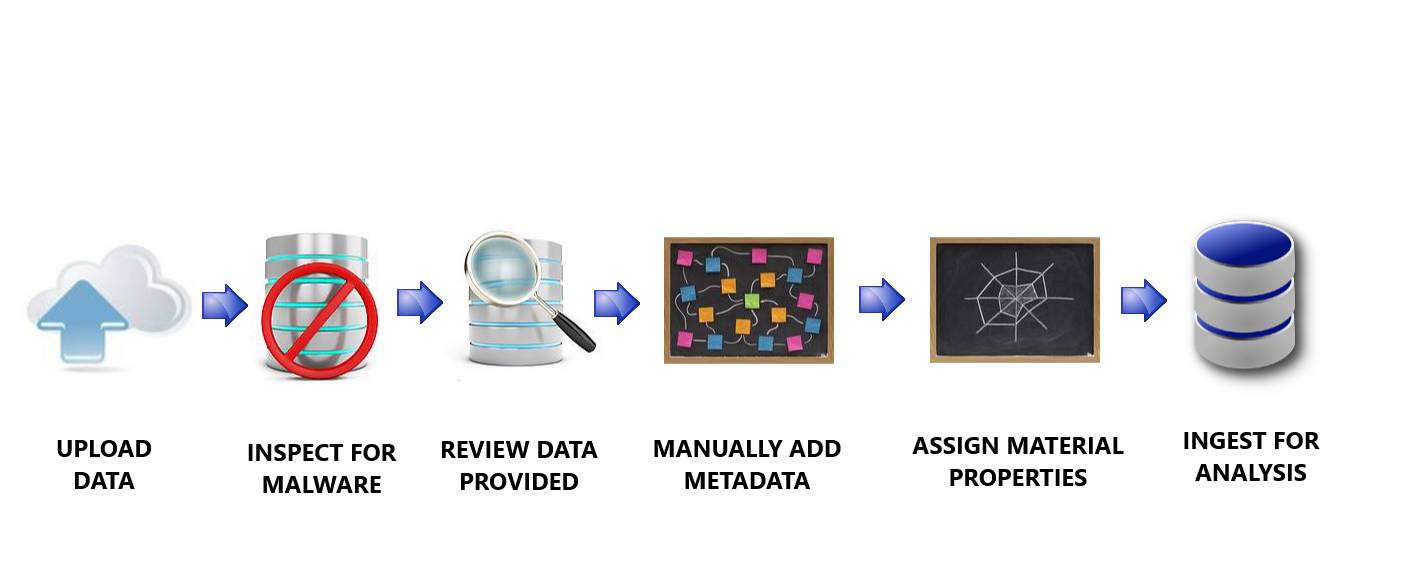 UPLOAD
DATA
INSPECT FOR
MALWARE
REVIEW DATA
PROVIDED
MANUALLY ADD
METADATA
ASSIGN MATERIAL
PROPERTIES
INGEST FOR
ANALYSIS